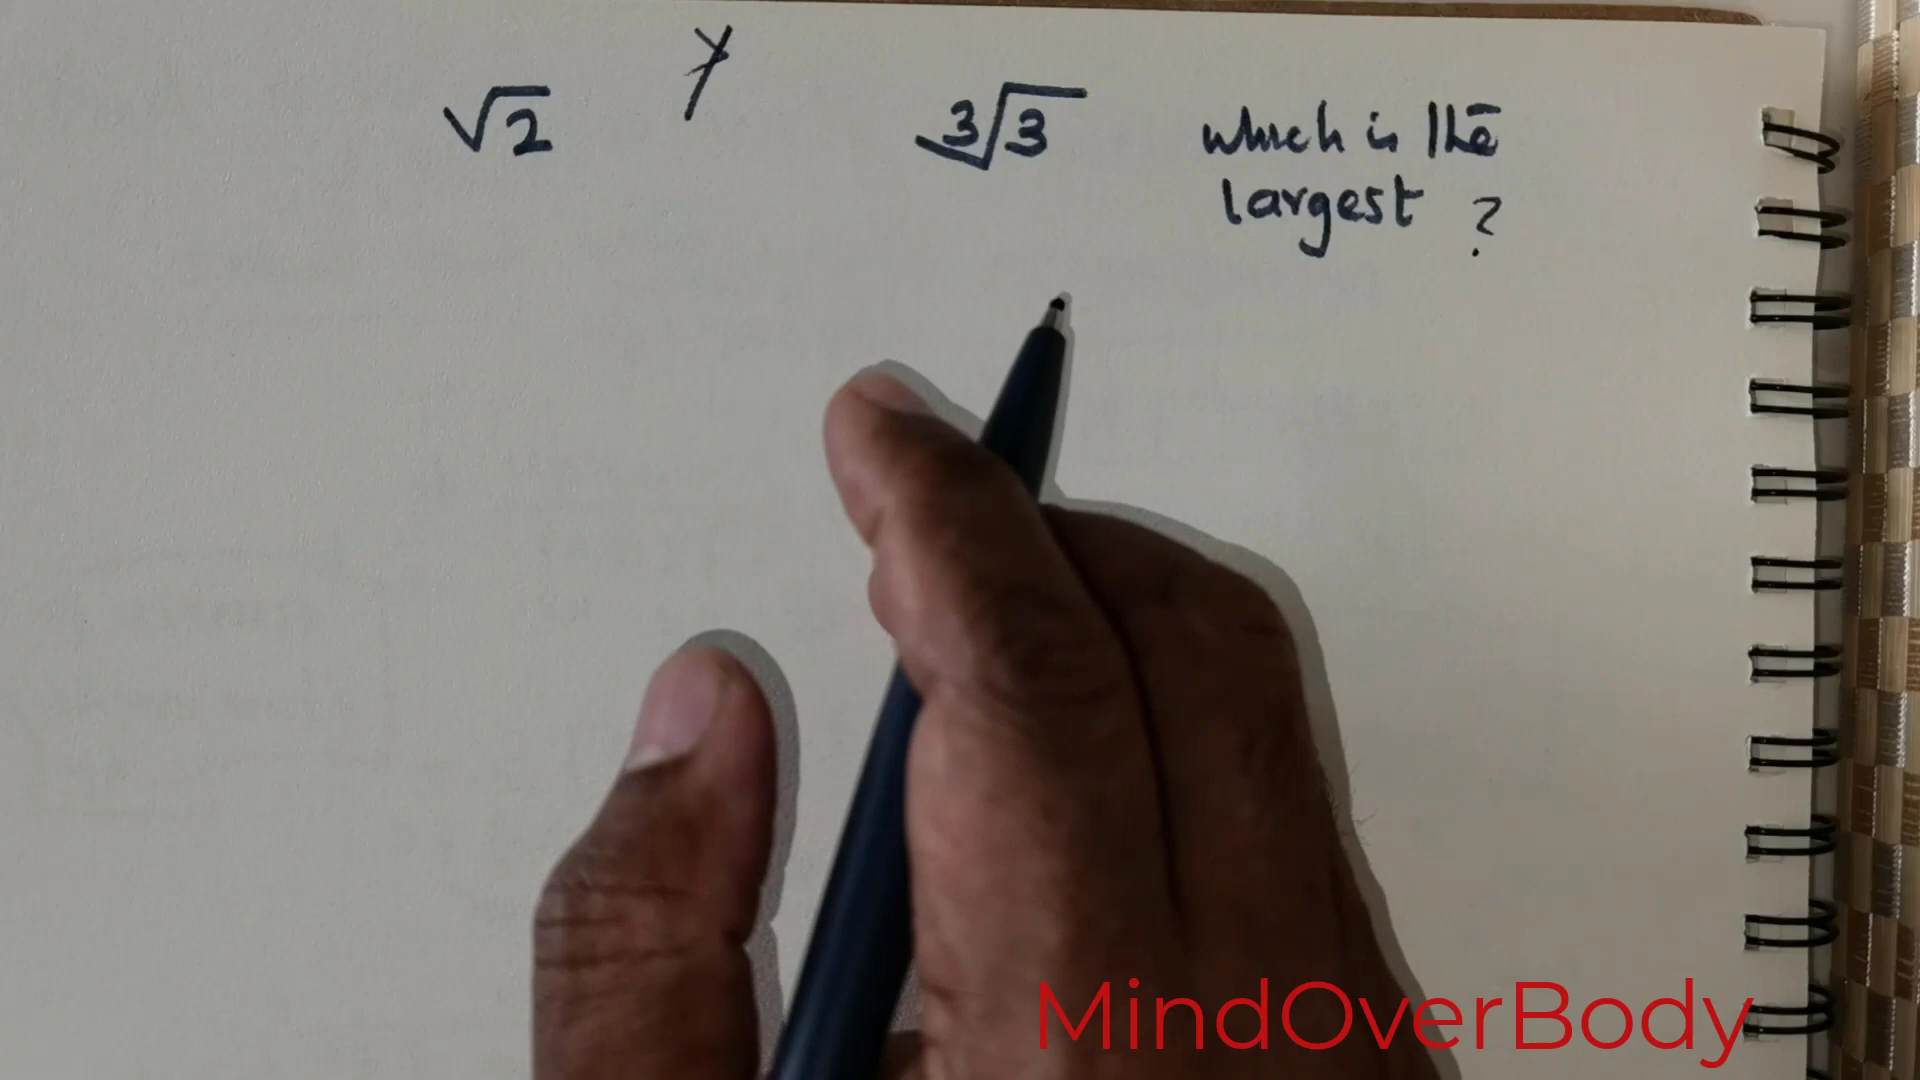 √2 ∛3 which is the
largest ?
MindOverBody